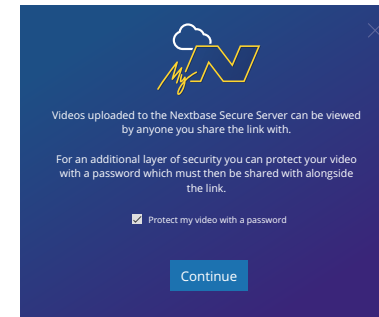 My N
Videos uploaded to the Nextbase Secure Server can be viewed
by anyone you share the link with.
For an additional layer of security you can protect your video
with a password which must then be shared with alongside
the link.
Protect my video with a password
Continue